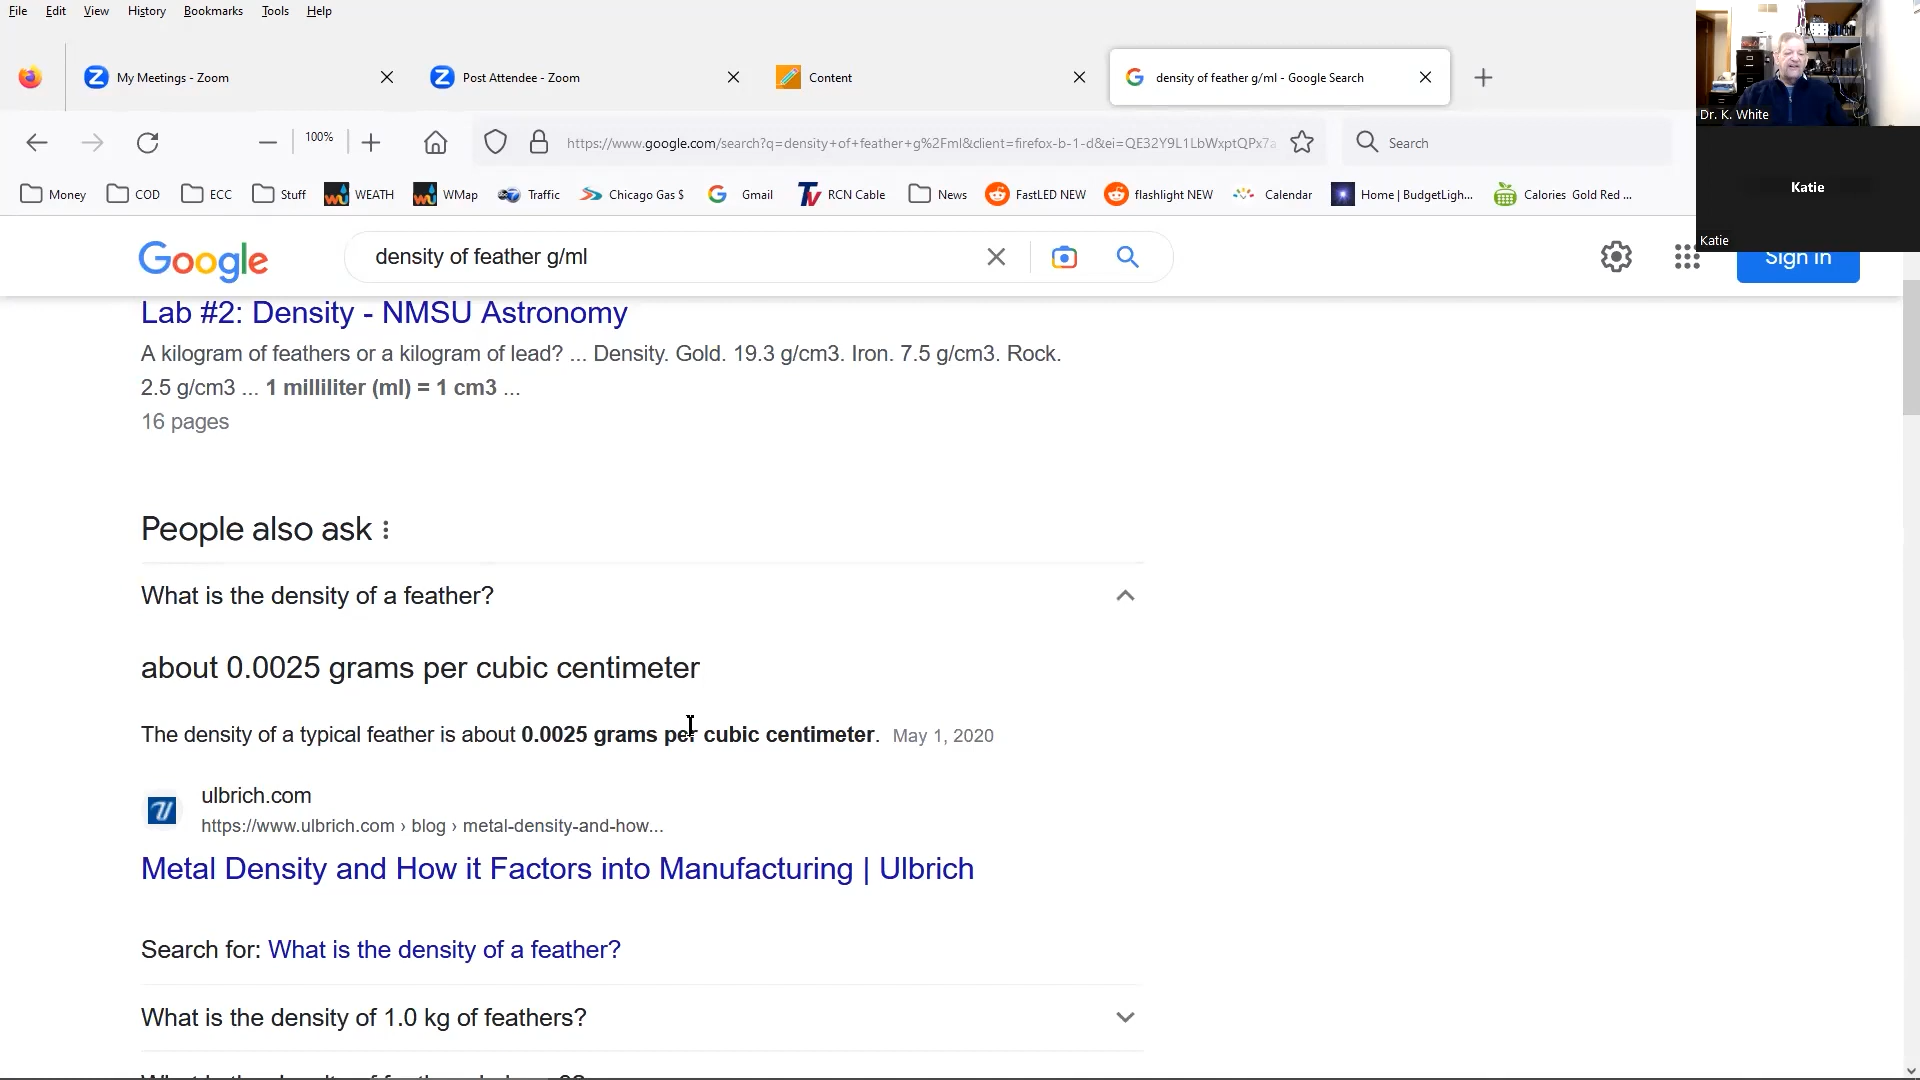 File Edit View History Bookmarks Tools Help
My Meetings - Zoom
Post Attendee - Zoom
Content
density of feather g/ml - Google Search
100%
https://www.google.com/search?q=density+of+feather+g%2Fml&client=firefox-b-1-d&ei=QE32Y9L1LbWxptQPx7a
Search
Dr. K. White
Katie
Katie
Money COD ECC Stuff WEATH WMap Traffic Chicago Gas $ Gmail RCN Cable News FastLED NEW flashlight NEW Calendar Home | BudgetLigh... Calories Gold Red ...
Google
density of feather g/ml
Sign in
Lab #2: Density - NMSU Astronomy
A kilogram of feathers or a kilogram of lead? ... Density. Gold. 19.3 g/cm3. Iron. 7.5 g/cm3. Rock.
2.5 g/cm3 ... 1 milliliter (ml) = 1 cm3 ...
16 pages
People also ask
What is the density of a feather?
about 0.0025 grams per cubic centimeter
The density of a typical feather is about 0.0025 grams per cubic centimeter. May 1, 2020
ulbrich.com
https://www.ulbrich.com › blog › metal-density-and-how...
Metal Density and How it Factors into Manufacturing | Ulbrich
Search for: What is the density of a feather?
What is the density of 1.0 kg of feathers?